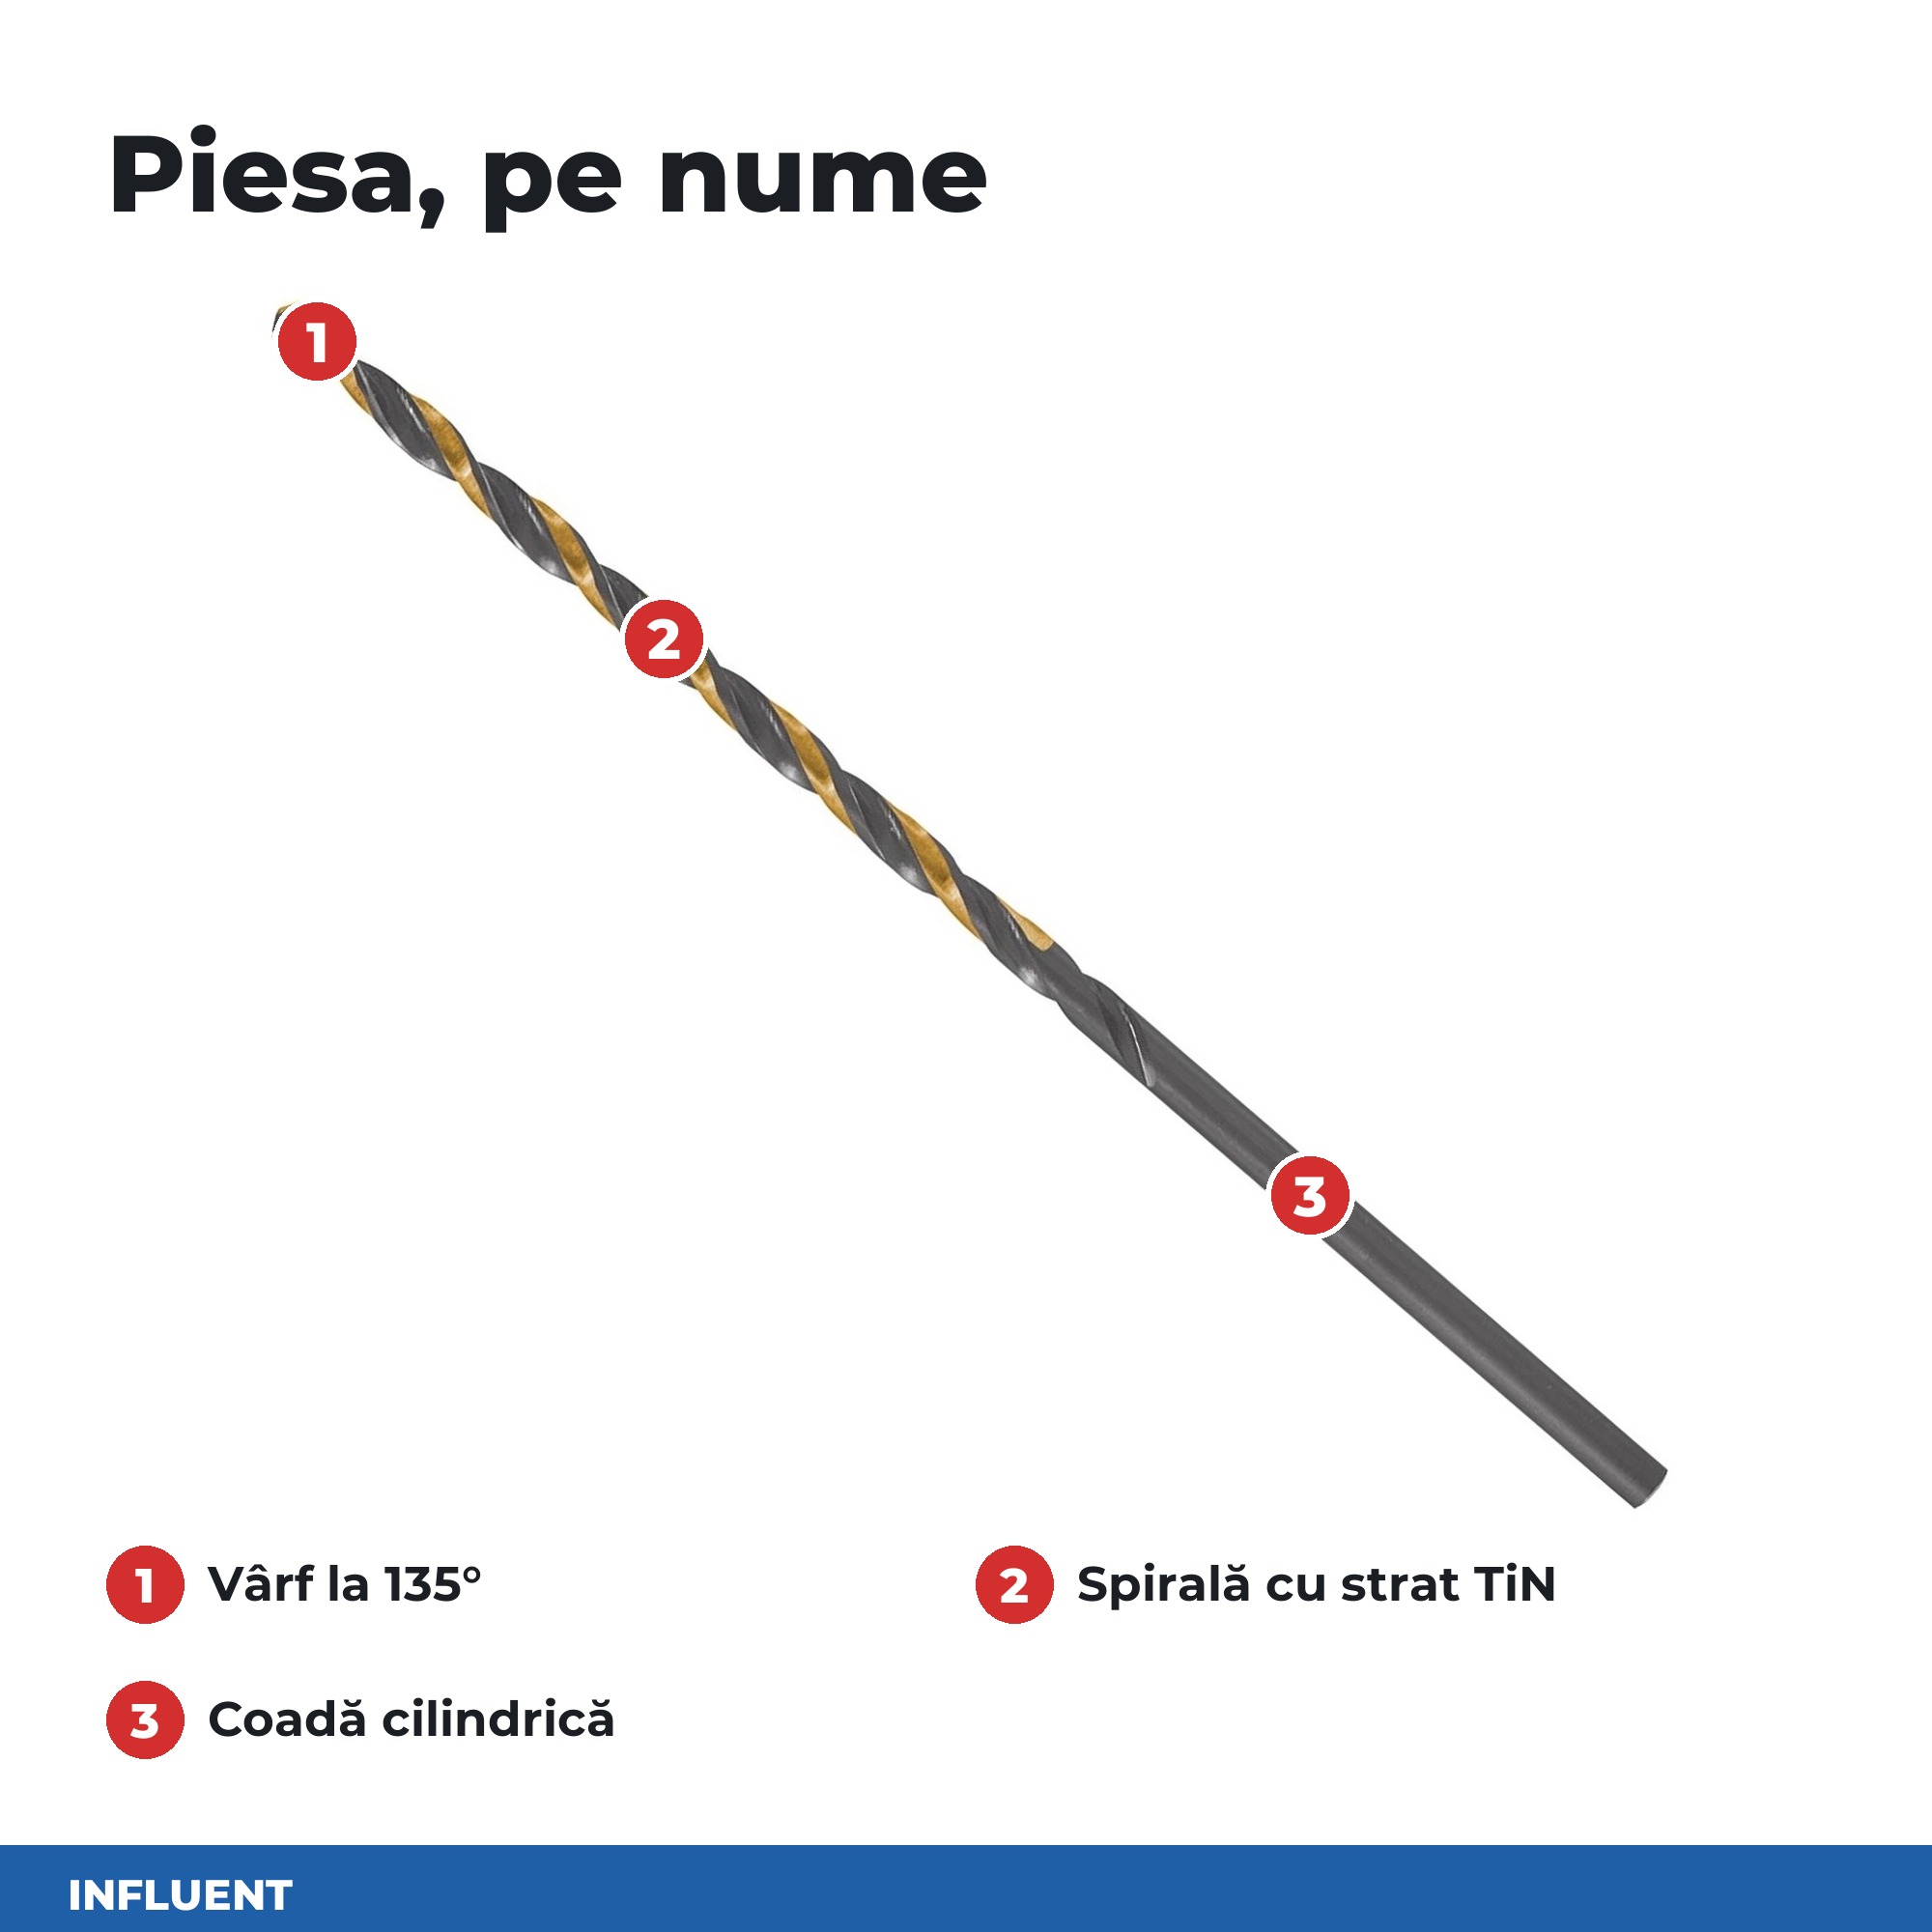 Piesa, pe nume
1
2
3
1 Vârf la 135°
2 Spirală cu strat TiN
3 Coadă cilindrică
INFLUENT